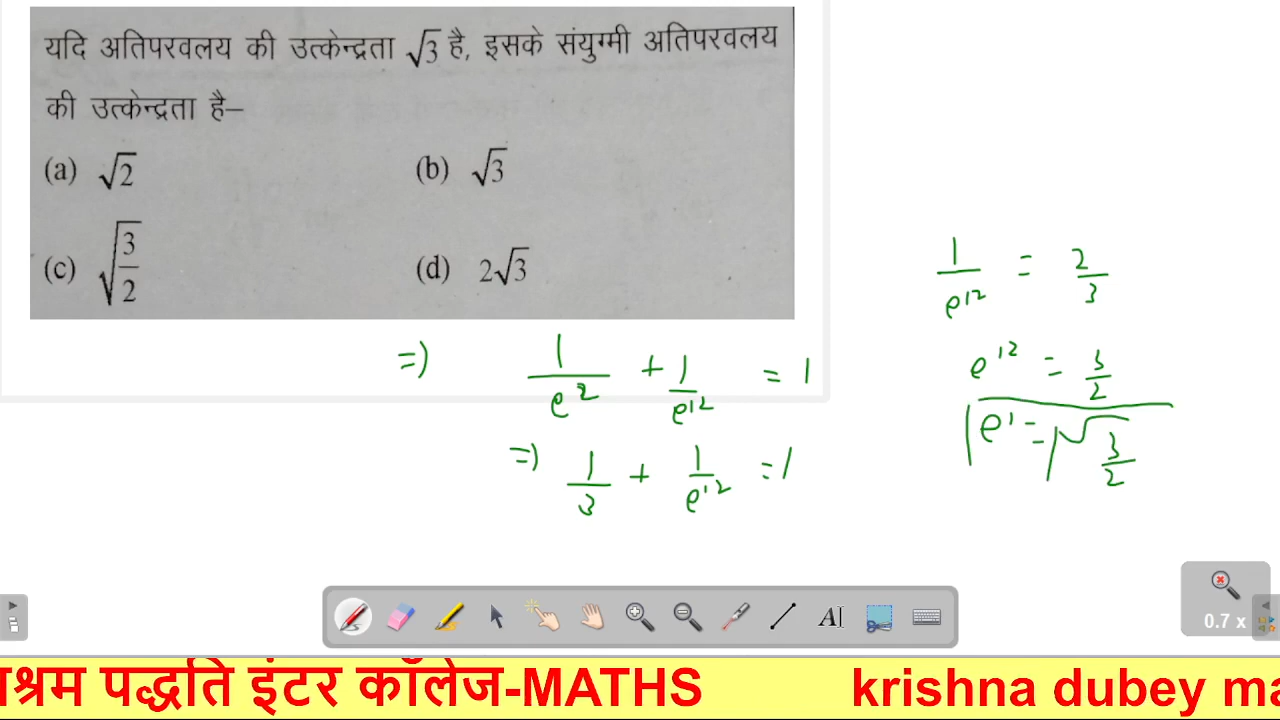 यदि अतिपरवलय की उत्केन्द्रता √3 है, इसके संयुग्मी अतिपरवलय
की उत्केन्द्रता है–
(a) √2 (b) √3
(c) √(3/2) (d) 2√3
=) 1/e² + 1/e'² = 1
=) 1/3 + 1/e'² = 1
1/e'² = 2/3
e'² = 3/2
e' = √(3/2)
AI
0.7 x
श्रम पद्धति इंटर कॉलेज-MATHS krishna dubey ma